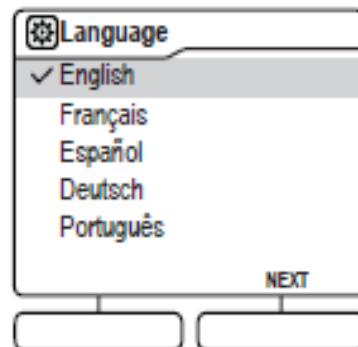 Language
English
Français
Español
Deutsch
Português
NEXT